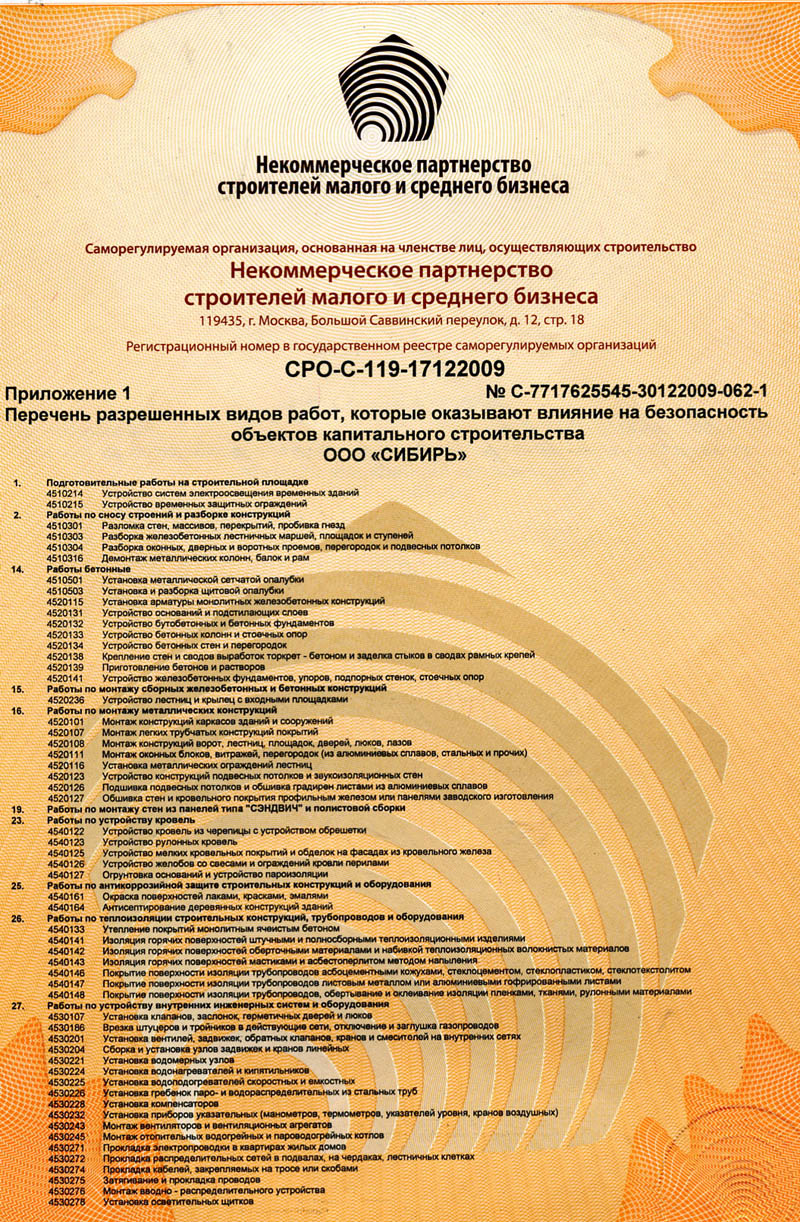 Некоммерческое партнерство
строителей малого и среднего бизнеса
Саморегулируемая организация, основанная на членстве лиц, осуществляющих строительство
Некоммерческое партнерство
строителей малого и среднего бизнеса
119435, г. Москва, Большой Саввинский переулок, д. 12, стр. 18
Регистрационный номер в государственном реестре саморегулируемых организаций
СРО-С-119-17122009
Приложение 1 № С-7717625545-30122009-062-1
Перечень разрешенных видов работ, которые оказывают влияние на безопасность
объектов капитального строительства
ООО «СИБИРЬ»
1. Подготовительные работы на строительной площадке
4510214 Устройство систем электроосвещения временных зданий
4510215 Устройство временных защитных ограждений
2. Работы по сносу строений и разборке конструкций
4510301 Разломка стен, массивов, перекрытий, пробивка гнезд
4510303 Разборка железобетонных лестничных маршей, площадок и ступеней
4510304 Разборка оконных, дверных и воротных проемов, перегородок и подвесных потолков
4510316 Демонтаж металлических колонн, балок и рам
14. Работы бетонные
4510501 Установка металлической сетчатой опалубки
4510503 Установка и разборка щитовой опалубки
4520115 Установка арматуры монолитных железобетонных конструкций
4520131 Устройство оснований и подстилающих слоев
4520132 Устройство бутобетонных и бетонных фундаментов
4520133 Устройство бетонных колонн и стоечных опор
4520134 Устройство бетонных стен и перегородок
4520138 Крепление стен и сводов выработок торкрет - бетоном и заделка стыков в сводах рамных крепей
4520139 Приготовление бетонов и растворов
4520141 Устройство железобетонных фундаментов, упоров, подпорных стенок, стоечных опор
15. Работы по монтажу сборных железобетонных и бетонных конструкций
4520236 Устройство лестниц и крылец с входными площадками
16. Работы по монтажу металлических конструкций
4520101 Монтаж конструкций каркасов зданий и сооружений
4520107 Монтаж легких трубчатых конструкций покрытий
4520108 Монтаж конструкций ворот, лестниц, площадок, дверей, люков, лазов
4520111 Монтаж оконных блоков, витражей, перегородок (из алюминиевых сплавов, стальных и прочих)
4520116 Установка металлических ограждений лестниц
4520123 Устройство конструкций подвесных потолков и звукоизоляционных стен
4520126 Подшивка подвесных потолков и обшивка градирен листами из алюминиевых сплавов
4520127 Обшивка стен и кровельного покрытия профильным железом или панелями заводского изготовления
19. Работы по монтажу стен из панелей типа "СЭНДВИЧ" и полистовой сборки
23. Работы по устройству кровель
4540122 Устройство кровель из черепицы с устройством обрешетки
4540123 Устройство рулонных кровель
4540125 Устройство мелких кровельных покрытий и обделок на фасадах из кровельного железа
4540126 Устройство желобов со свесами и ограждений кровли перилами
4540127 Огрунтовка оснований и устройство пароизоляции
25. Работы по антикоррозийной защите строительных конструкций и оборудования
4540161 Окраска поверхностей лаками, красками, эмалями
4540164 Антисептирование деревянных конструкций зданий
26. Работы по теплоизоляции строительных конструкций, трубопроводов и оборудования
4540133 Утепление покрытий монолитным ячеистым бетоном
4540141 Изоляция горячих поверхностей штучными и полносборными теплоизоляционными изделиями
4540142 Изоляция горячих поверхностей оберточными материалами и набивкой теплоизоляционных волокнистых материалов
4540143 Изоляция горячих поверхностей мастиками и асбестоперлитом методом напыления
4540146 Покрытие поверхности изоляции трубопроводов асбоцементными кожухами, стеклоцементом, стеклопластиком, стеклотекстолитом
4540147 Покрытие поверхности изоляции трубопроводов листовым металлом или алюминиевыми гофрированными листами
4540148 Покрытие поверхности изоляции трубопроводов, обертывание и оклеивание изоляции пленками, тканями, рулонными материалами
27. Работы по устройству внутренних инженерных систем и оборудования
4530107 Установка клапанов, заслонок, герметичных дверей и люков
4530186 Врезка штуцеров и тройников в действующие сети, отключение и заглушка газопроводов
4530201 Установка вентилей, задвижек, обратных клапанов, кранов и смесителей на внутренних сетях
4530204 Сборка и установка узлов задвижек и кранов линейных
4530221 Установка водомерных узлов
4530224 Установка водонагревателей и кипятильников
4530225 Установка водоподогревателей скоростных и емкостных
4530226 Установка гребенок паро- и водораспределительных из стальных труб
4530228 Установка компенсаторов
4530232 Установка приборов указательных (манометров, термометров, указателей уровня, кранов воздушных)
4530243 Монтаж вентиляторов и вентиляционных агрегатов
4530245 Монтаж отопительных водогрейных и пароводогрейных котлов
4530271 Прокладка электропроводки в квартирах жилых домов
4530272 Прокладка распределительных сетей в подвалах, на чердаках, лестничных клетках
4530274 Прокладка кабелей, закрепляемых на тросе или скобами
4530275 Затягивание и прокладка проводов
4530276 Монтаж вводно - распределительного устройства
4530278 Установка осветительных щитков